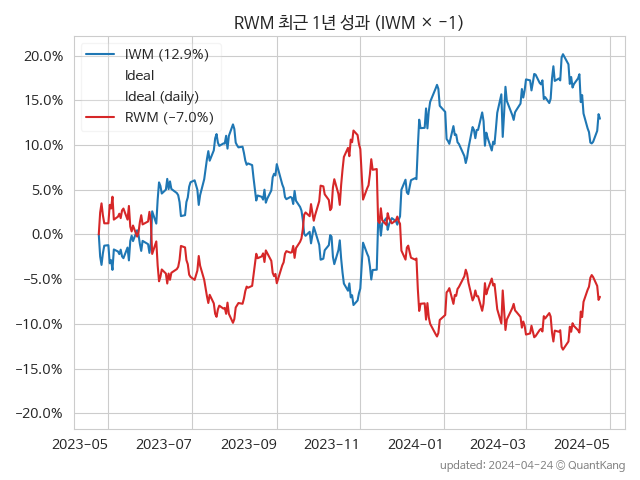 RWM 최근 1년 성과 (IWM × −1)
IWM (12.9%)
Ideal
Ideal (daily)
RWM (−7.0%)
20.0%
15.0%
10.0%
5.0%
0.0%
−5.0%
−10.0%
−15.0%
−20.0%
2023-05 2023-07 2023-09 2023-11 2024-01 2024-03 2024-05
updated: 2024-04-24 © QuantKang